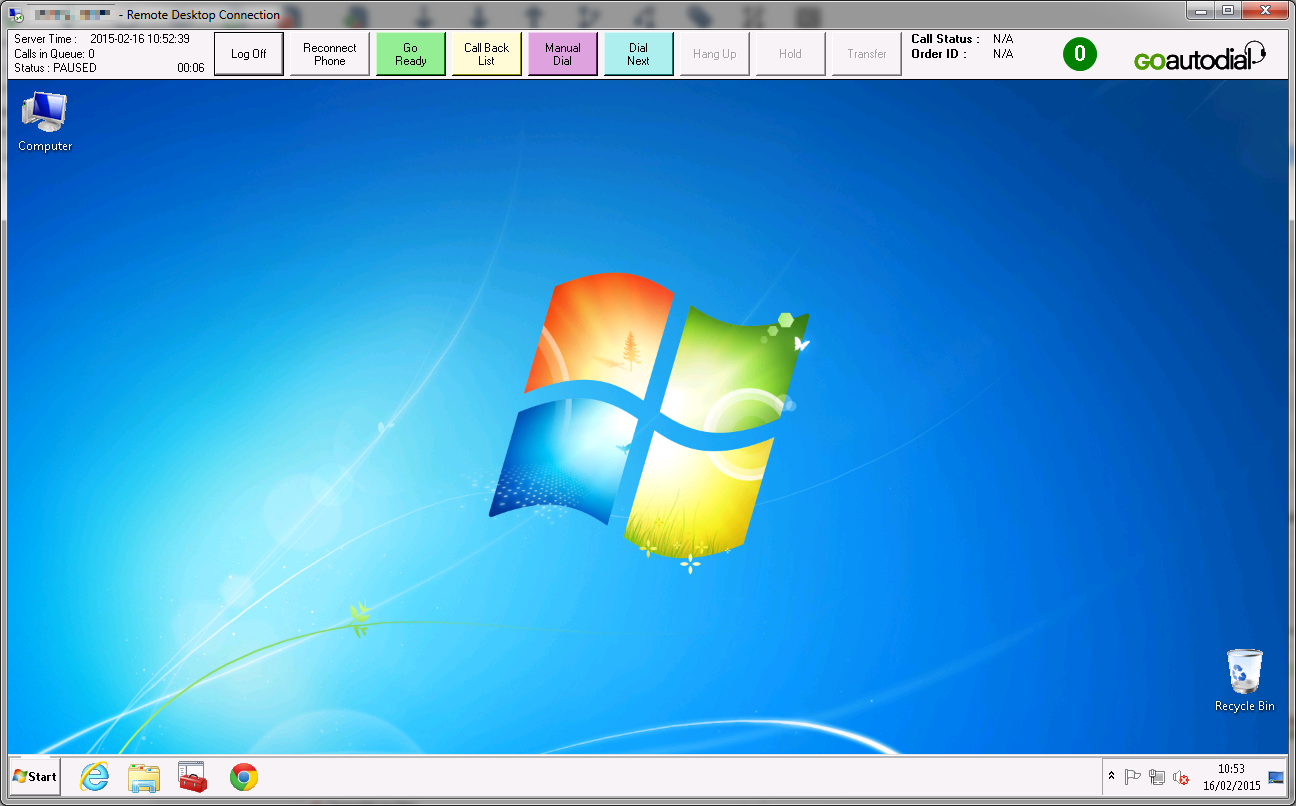 - Remote Desktop Connection
Server Time : 2015-02-16 10:52:39
Calls in Queue: 0
Status : PAUSED 00:06
Log Off
Reconnect
Phone
Go
Ready
Call Back
List
Manual
Dial
Dial
Next
Hang Up
Hold
Transfer
Call Status : N/A
Order ID : N/A
0
GOautodial
Computer
Recycle Bin
Start
10:53
16/02/2015